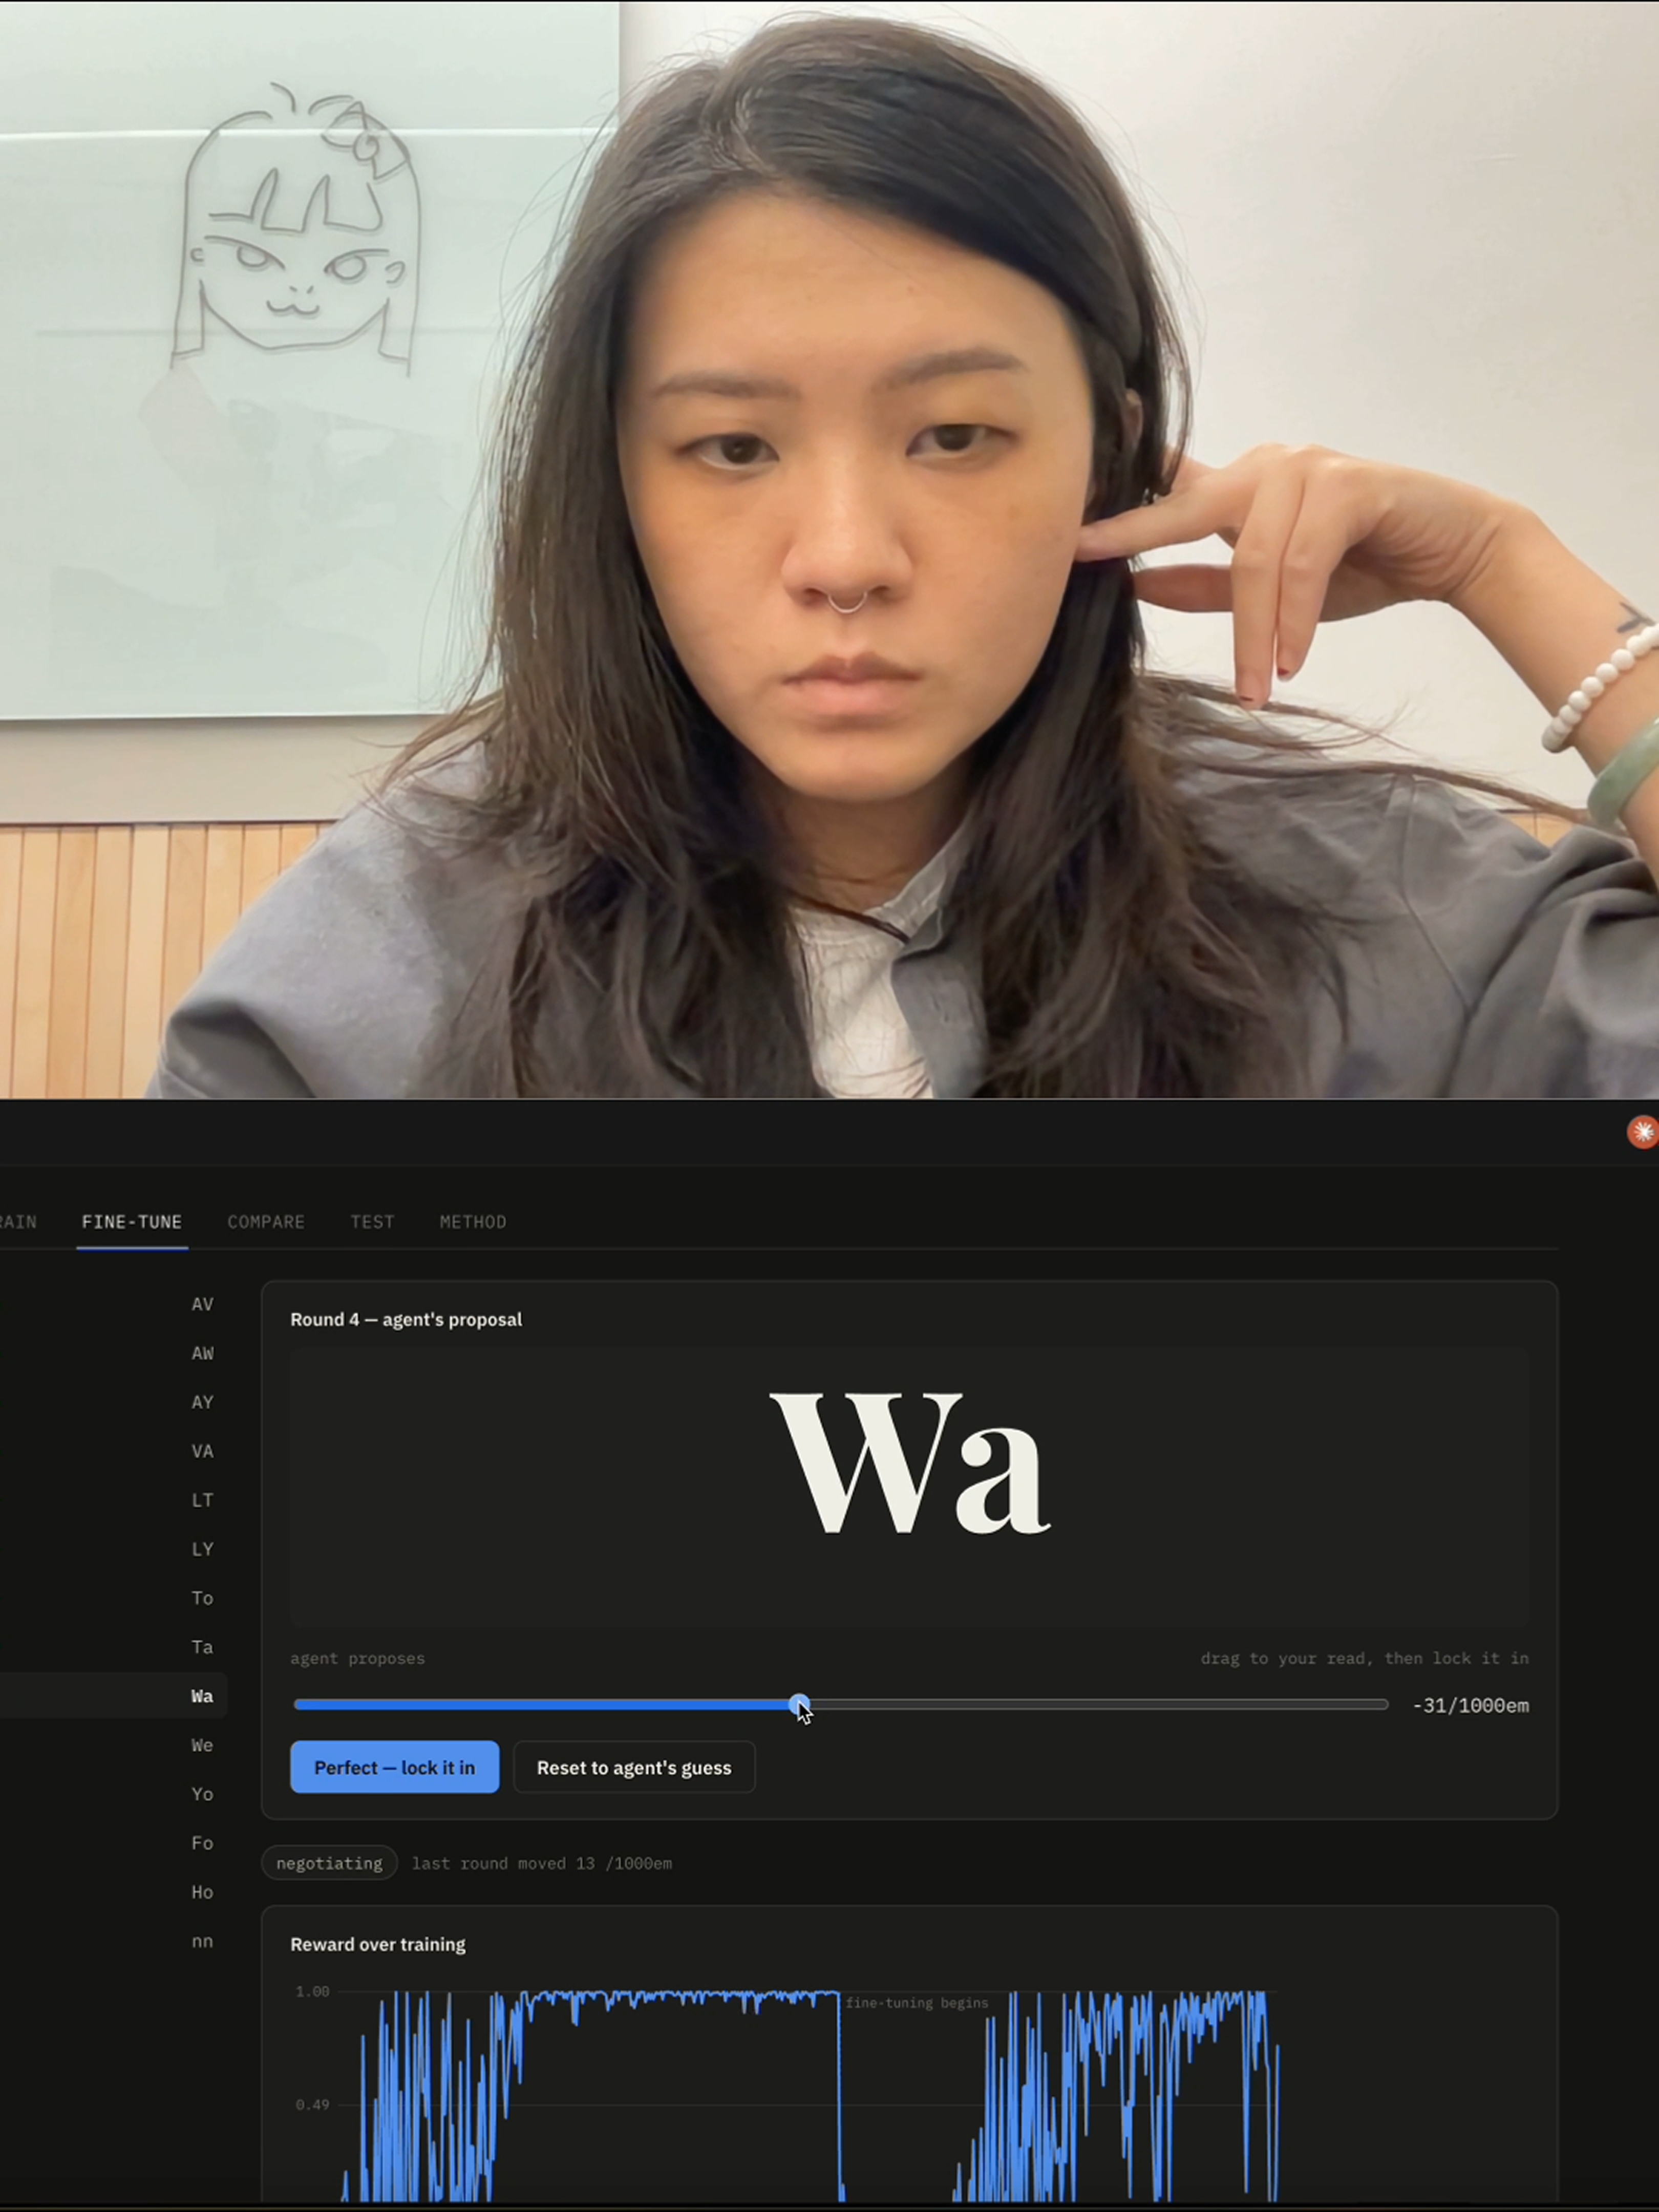 FINE-TUNE COMPARE TEST METHOD
AV
AW
AY
VA
LT
LY
To
Ta
Wa
We
Yo
Fo
Ho
nn
Round 4 — agent's proposal
Wa
agent proposes drag to your read, then lock it in
-31/1000em
Perfect — lock it in Reset to agent's guess
negotiating last round moved 13 /1000em
Reward over training
1.00
fine-tuning begins
0.49